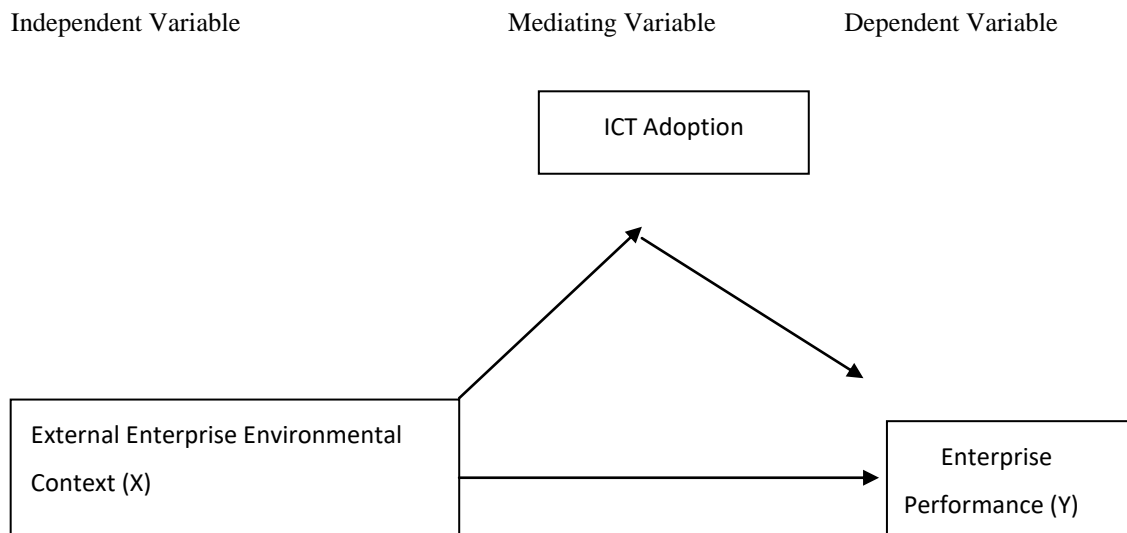 Independent Variable Mediating Variable Dependent Variable
ICT Adoption
External Enterprise Environmental
Context (X)
Enterprise
Performance (Y)